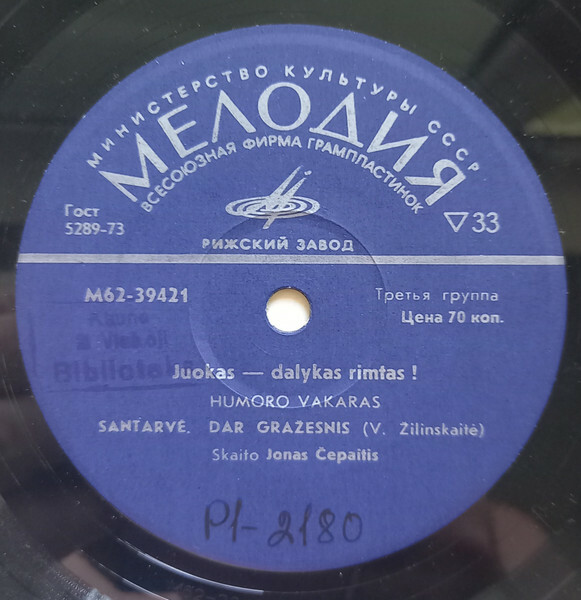 МИНИСТЕРСТВО КУЛЬТУРЫ СССР
МЕЛОДИЯ
ВСЕСОЮЗНАЯ ФИРМА ГРАМПЛАСТИНОК
Гост
5289-73
33
РИЖСКИЙ ЗАВОД
М62-39421
Третья группа
Цена 70 коп.
Juokas — dalykas rimtas !
HUMORO VAKARAS
SANTARVĖ. DAR GRAŽESNIS (V. Žilinskaitė)
Skaito Jonas Čepaitis
P1-2180